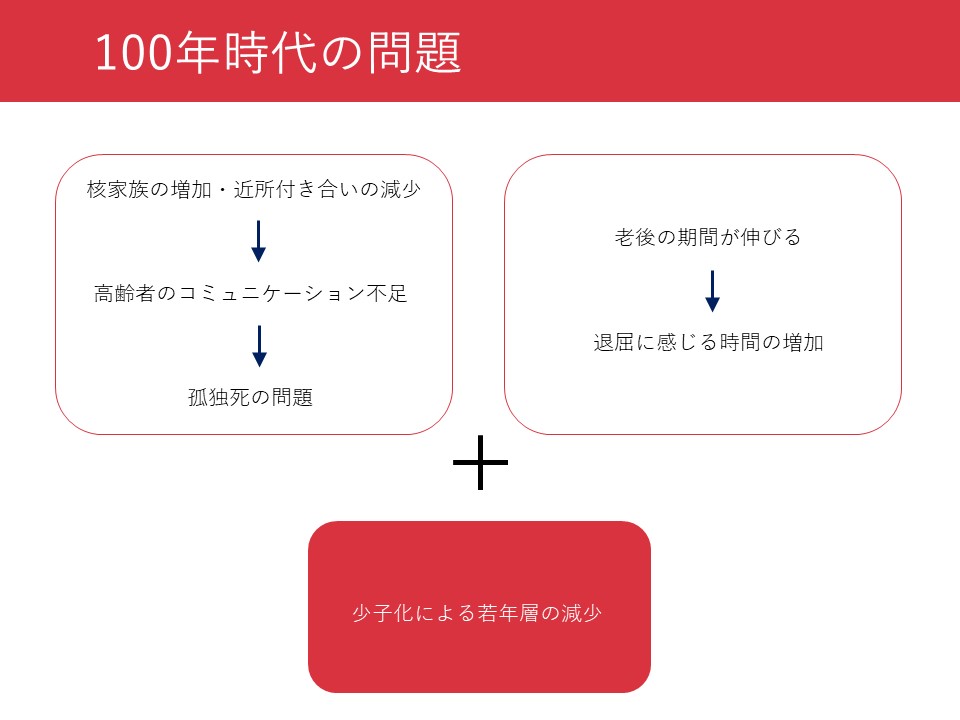 100年時代の問題
核家族の増加・近所付き合いの減少
高齢者のコミュニケーション不足
孤独死の問題
老後の期間が伸びる
退屈に感じる時間の増加
少子化による若年層の減少